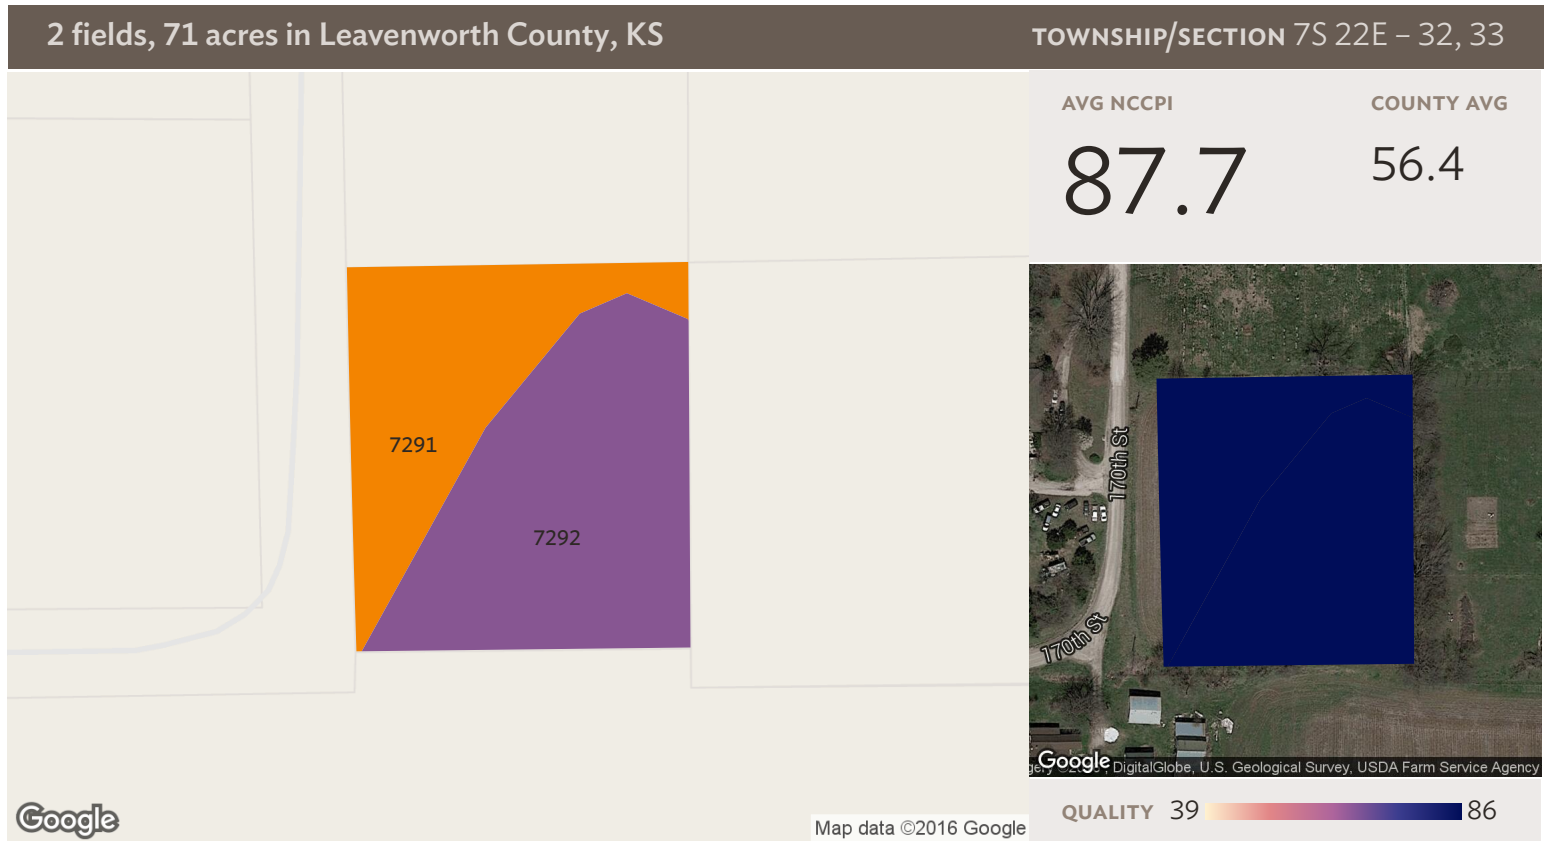 2 fields, 71 acres in Leavenworth County, KS
TOWNSHIP/SECTION 7S 22E – 32, 33
AVG NCCPI
COUNTY AVG
87.7
56.4
7291
7292
170th St
170th St
Google
DigitalGlobe, U.S. Geological Survey, USDA Farm Service Agency
Google
Map data ©2016 Google
QUALITY 39 86